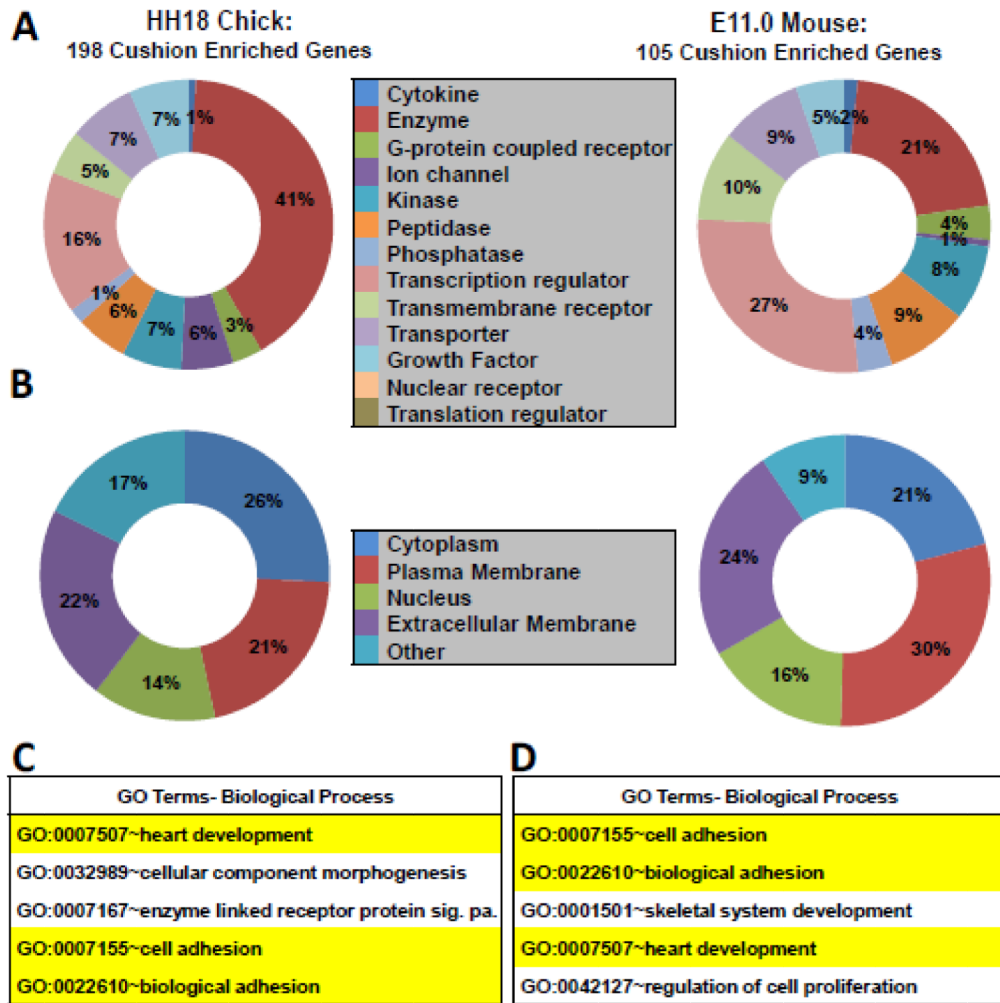 A
HH18 Chick:
198 Cushion Enriched Genes
E11.0 Mouse:
105 Cushion Enriched Genes
1%
41%
3%
6%
7%
6%
1%
16%
5%
7%
7%
Cytokine
Enzyme
G-protein coupled receptor
Ion channel
Kinase
Peptidase
Phosphatase
Transcription regulator
Transmembrane receptor
Transporter
Growth Factor
Nuclear receptor
Translation regulator
2%
21%
4%
1%
8%
9%
4%
27%
10%
9%
5%
B
26%
21%
14%
22%
17%
Cytoplasm
Plasma Membrane
Nucleus
Extracellular Membrane
Other
21%
30%
16%
24%
9%
C
GO Terms- Biological Process
GO:0007507~heart development
GO:0032989~cellular component morphogenesis
GO:0007167~enzyme linked receptor protein sig. pa.
GO:0007155~cell adhesion
GO:0022610~biological adhesion
D
GO Terms- Biological Process
GO:0007155~cell adhesion
GO:0022610~biological adhesion
GO:0001501~skeletal system development
GO:0007507~heart development
GO:0042127~regulation of cell proliferation